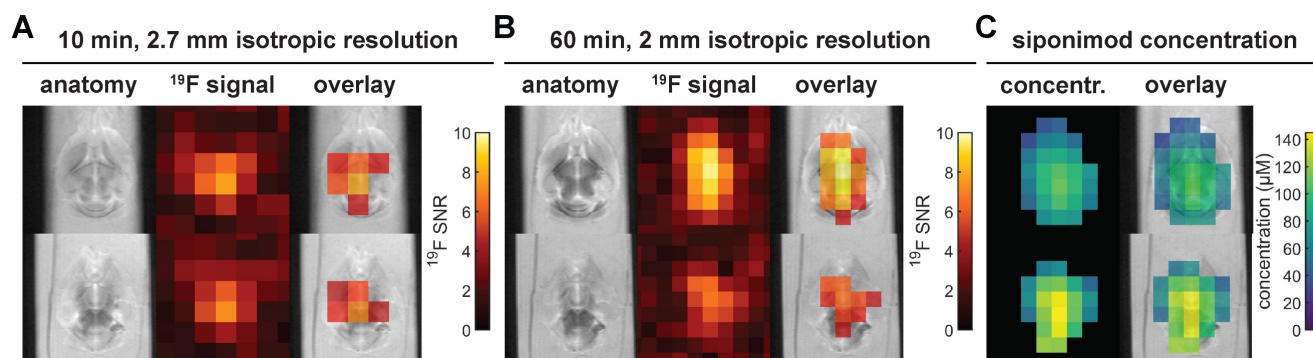 A 10 min, 2.7 mm isotropic resolution
anatomy ¹⁹F signal overlay
10
8
6
4
2
0
¹⁹F SNR
B 60 min, 2 mm isotropic resolution
anatomy ¹⁹F signal overlay
10
8
6
4
2
0
¹⁹F SNR
C siponimod concentration
concentr. overlay
140
120
100
80
60
40
20
0
concentration (µM)